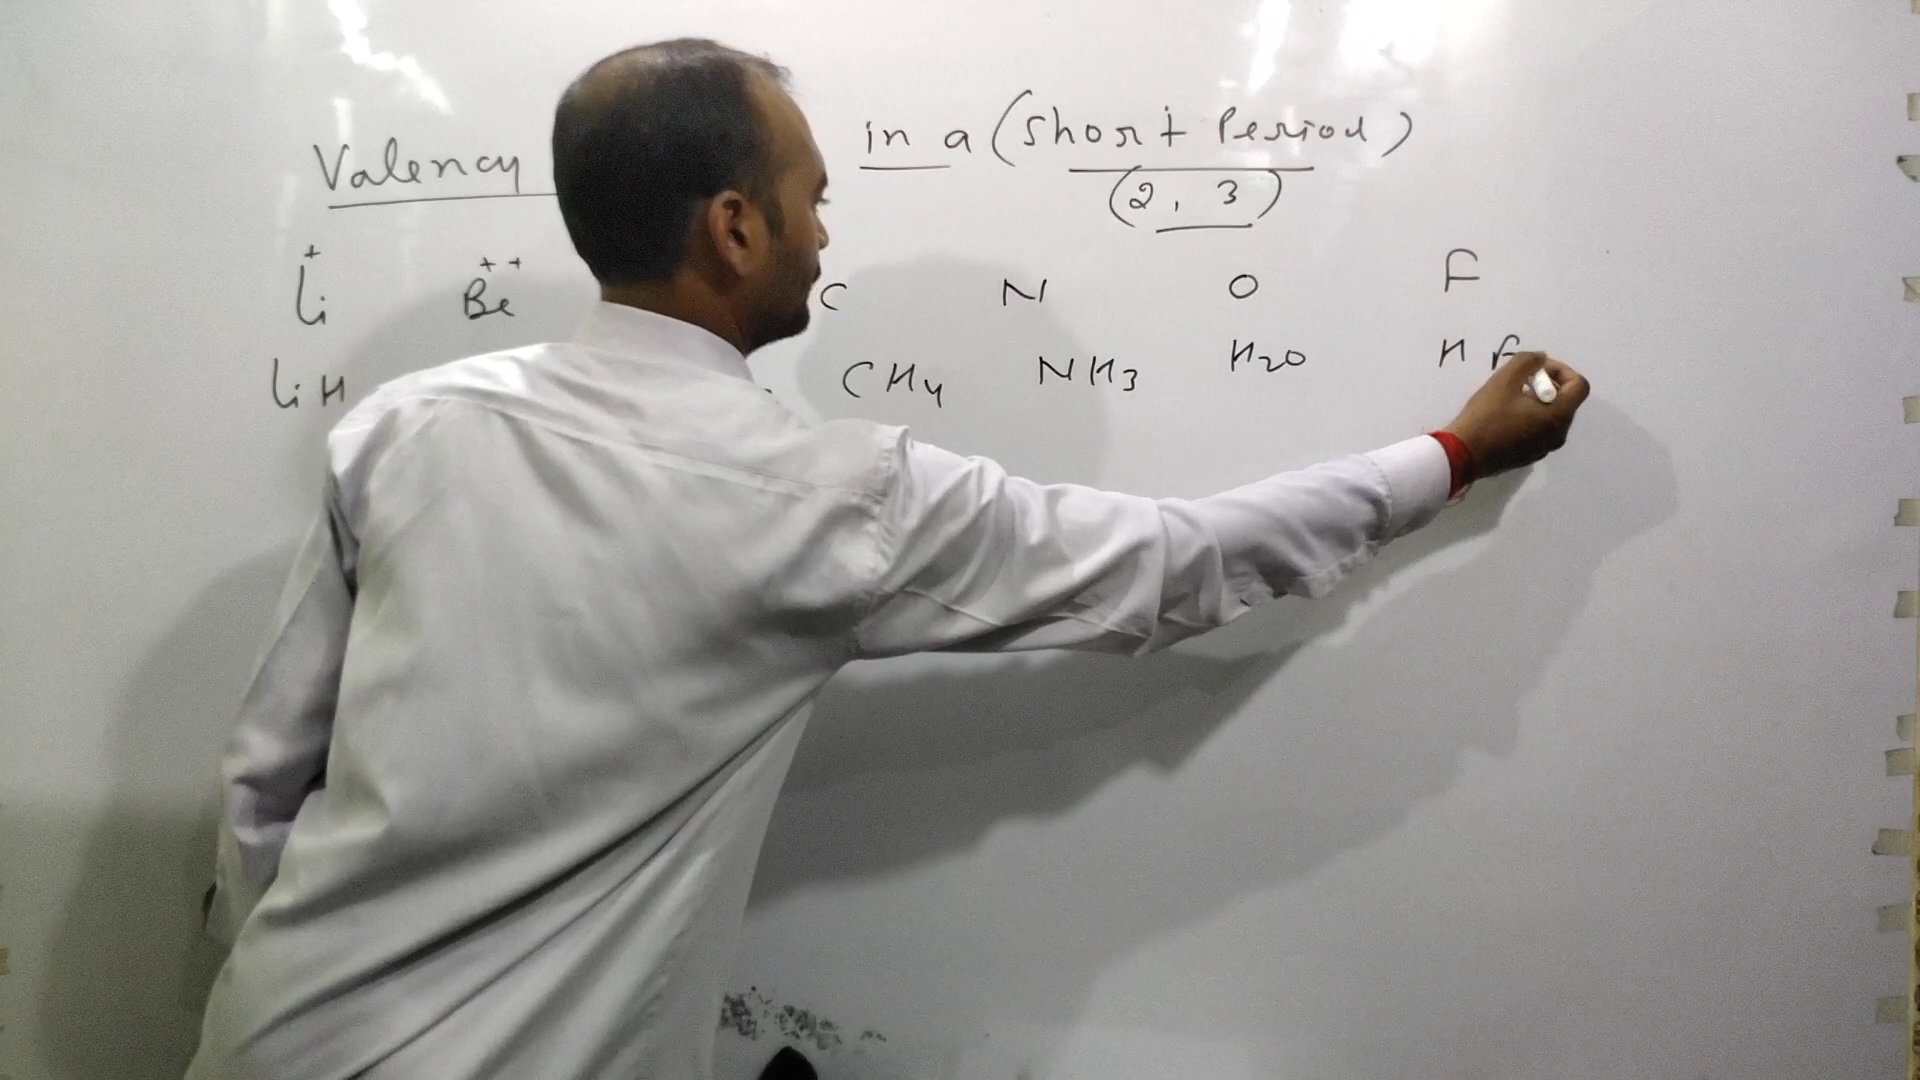 Valency in a (Short Period)
(2, 3)
Li⁺ Be⁺⁺ C N O F
LiH CH4 NH3 H2O HF